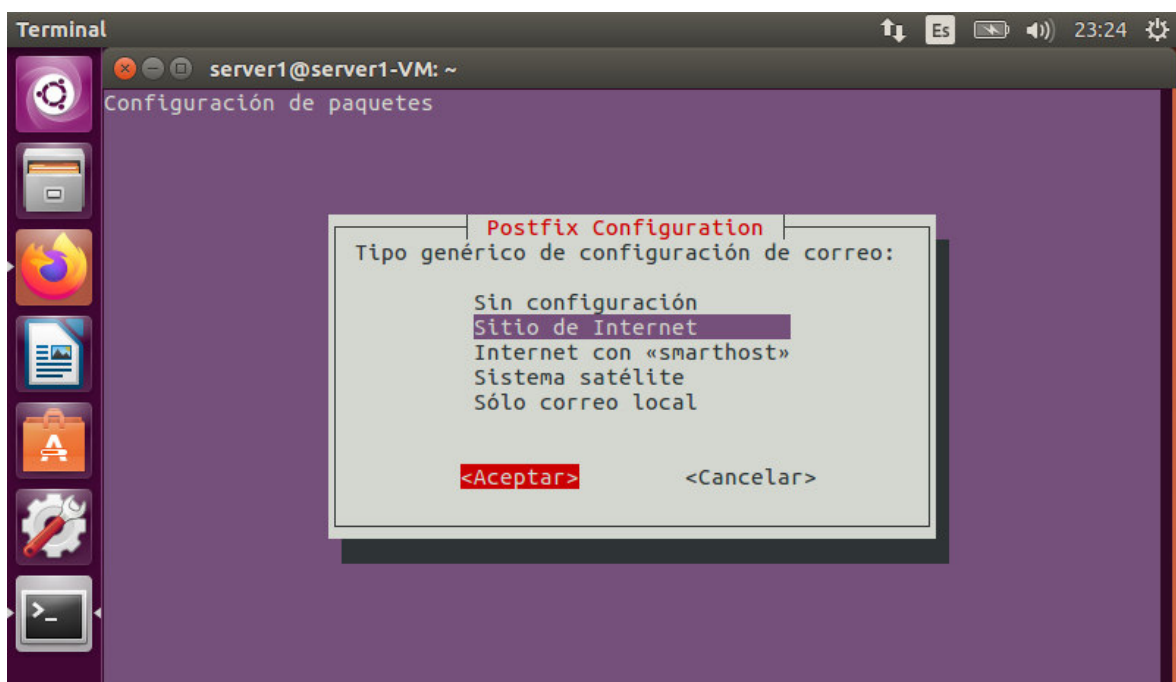 Terminal
Es
23:24
server1@server1-VM: ~
Configuración de paquetes
Postfix Configuration
Tipo genérico de configuración de correo:
Sin configuración
Sitio de Internet
Internet con «smarthost»
Sistema satélite
Sólo correo local
<Aceptar> <Cancelar>